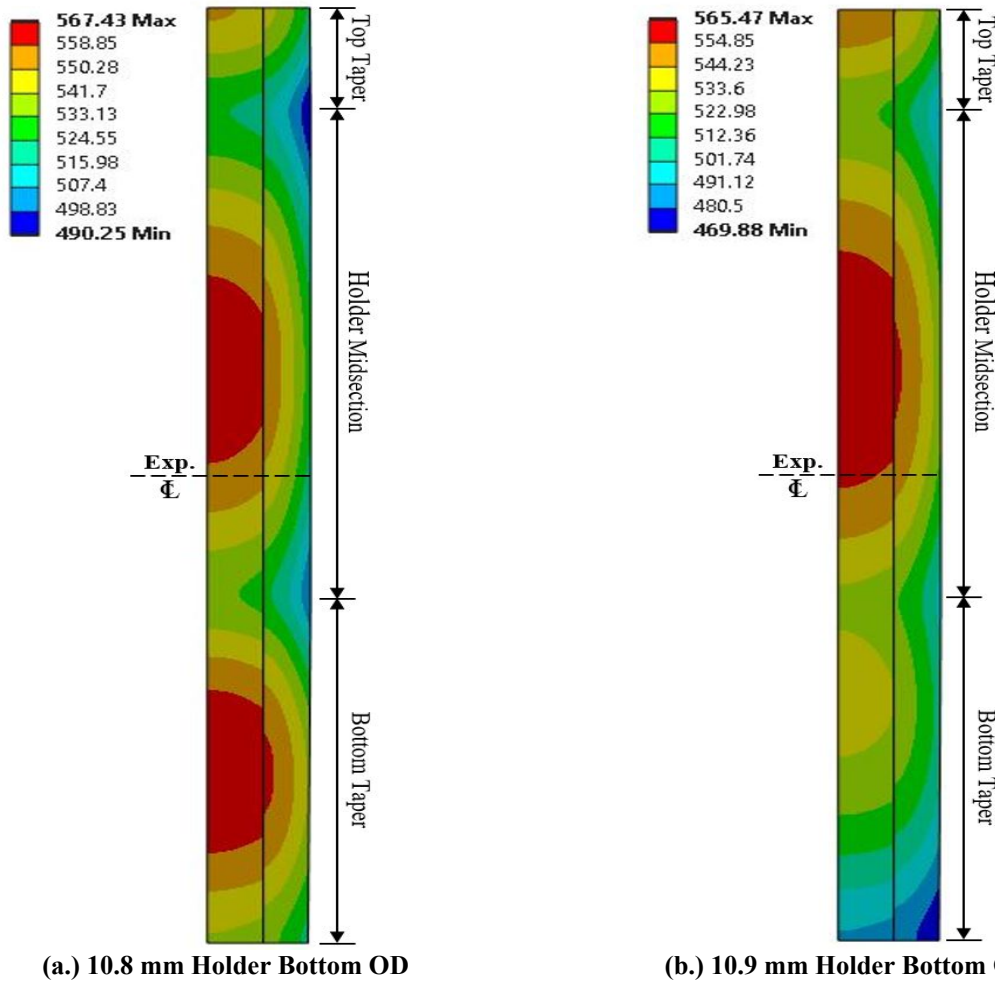 567.43 Max
558.85
550.28
541.7
533.13
524.55
515.98
507.4
498.83
490.25 Min
Top Taper
Holder Midsection
Exp.
℄
Bottom Taper
(a.) 10.8 mm Holder Bottom OD
565.47 Max
554.85
544.23
533.6
522.98
512.36
501.74
491.12
480.5
469.88 Min
Top Taper
Holder Midsection
Exp.
℄
Bottom Taper
(b.) 10.9 mm Holder Bottom